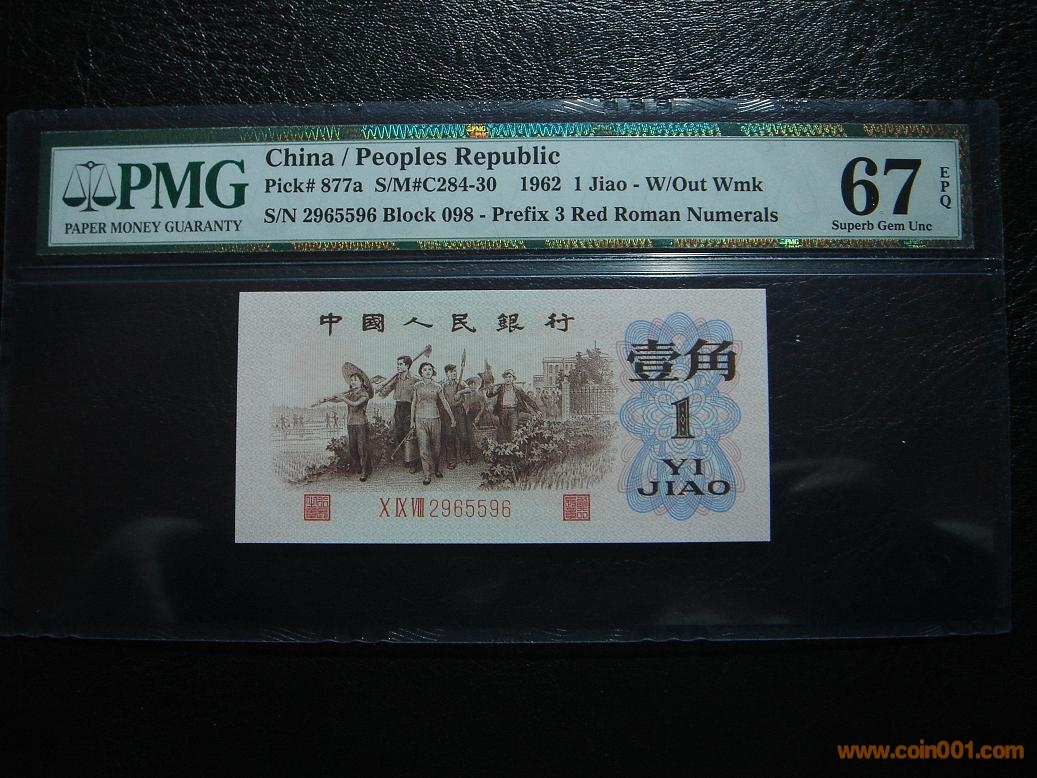 PMG
PAPER MONEY GUARANTY
China / Peoples Republic
Pick# 877a S/M#C284-30 1962 1 Jiao - W/Out Wmk
S/N 2965596 Block 098 - Prefix 3 Red Roman Numerals
67
EPQ
Superb Gem Unc
中國人民銀行
壹角
1
YI
JIAO
X IX VIII 2965596
www.coin001.com